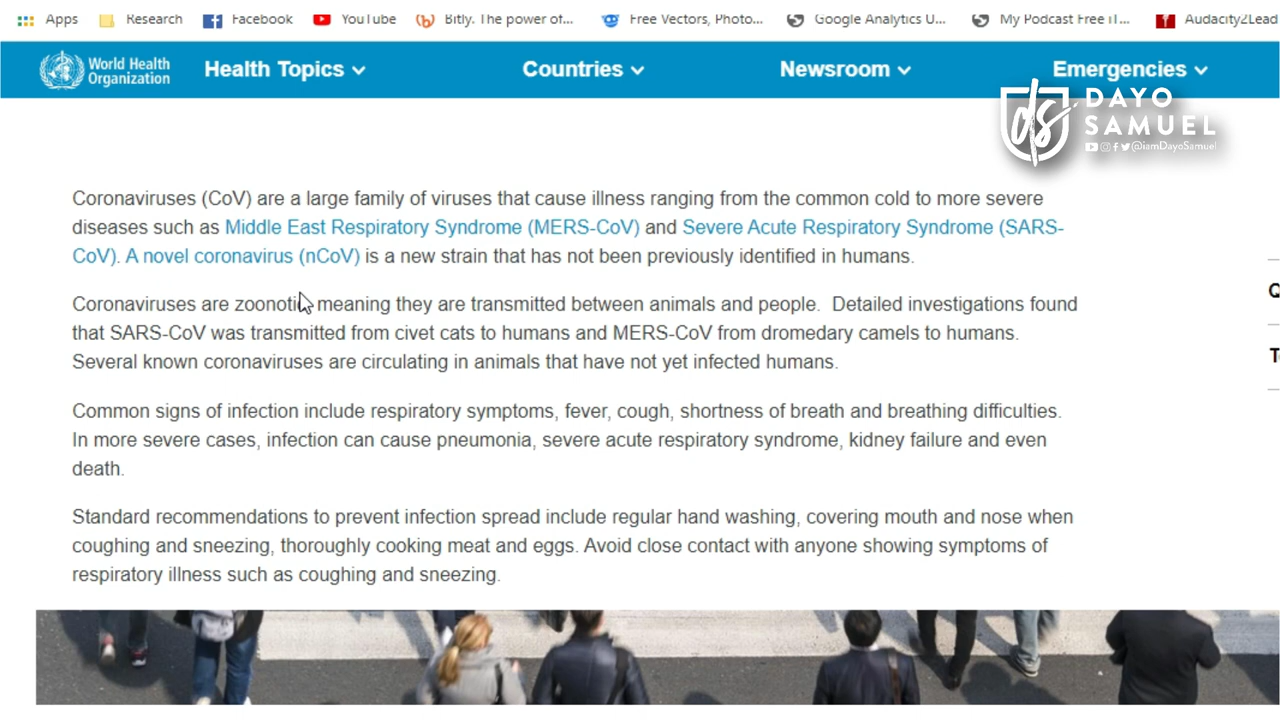 Apps Research Facebook YouTube Bitly. The power of... Free Vectors, Photo... Google Analytics U... My Podcast Free iT... Audacity2Lead
World Health Organization Health Topics Countries Newsroom Emergencies
DAYO
SAMUEL
@iamDayoSamuel
Coronaviruses (CoV) are a large family of viruses that cause illness ranging from the common cold to more severe
diseases such as Middle East Respiratory Syndrome (MERS-CoV) and Severe Acute Respiratory Syndrome (SARS-
CoV). A novel coronavirus (nCoV) is a new strain that has not been previously identified in humans.
Coronaviruses are zoonotic, meaning they are transmitted between animals and people. Detailed investigations found
that SARS-CoV was transmitted from civet cats to humans and MERS-CoV from dromedary camels to humans.
Several known coronaviruses are circulating in animals that have not yet infected humans.
Common signs of infection include respiratory symptoms, fever, cough, shortness of breath and breathing difficulties.
In more severe cases, infection can cause pneumonia, severe acute respiratory syndrome, kidney failure and even
death.
Standard recommendations to prevent infection spread include regular hand washing, covering mouth and nose when
coughing and sneezing, thoroughly cooking meat and eggs. Avoid close contact with anyone showing symptoms of
respiratory illness such as coughing and sneezing.